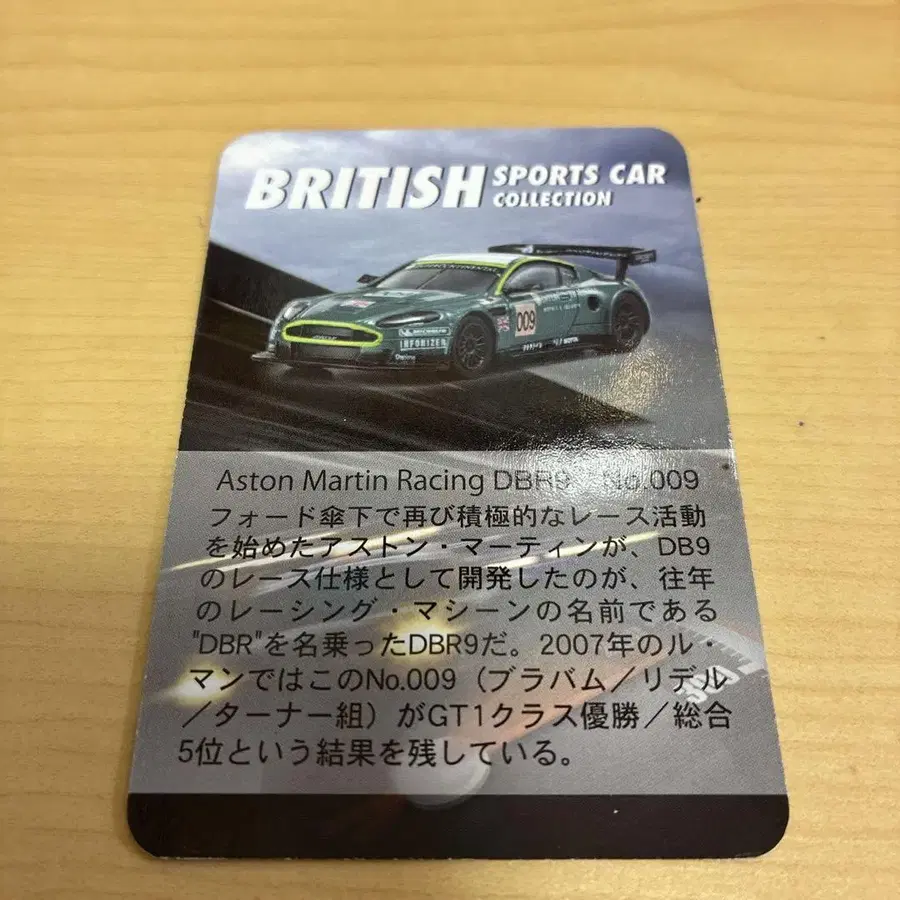 BRITISH SPORTS CAR
COLLECTION
009
INFONIZER
Aston Martin Racing DBR9 No.009
フォード傘下で再び積極的なレース活動
を始めたアストン・マーティンが、DB9
のレース仕様として開発したのが、往年
のレーシング・マシーンの名前である
"DBR"を名乗ったDBR9だ。2007年のル・
マンではこのNo.009（ブラバム／リデル
／ターナー組）がGT1クラス優勝／総合
5位という結果を残している。